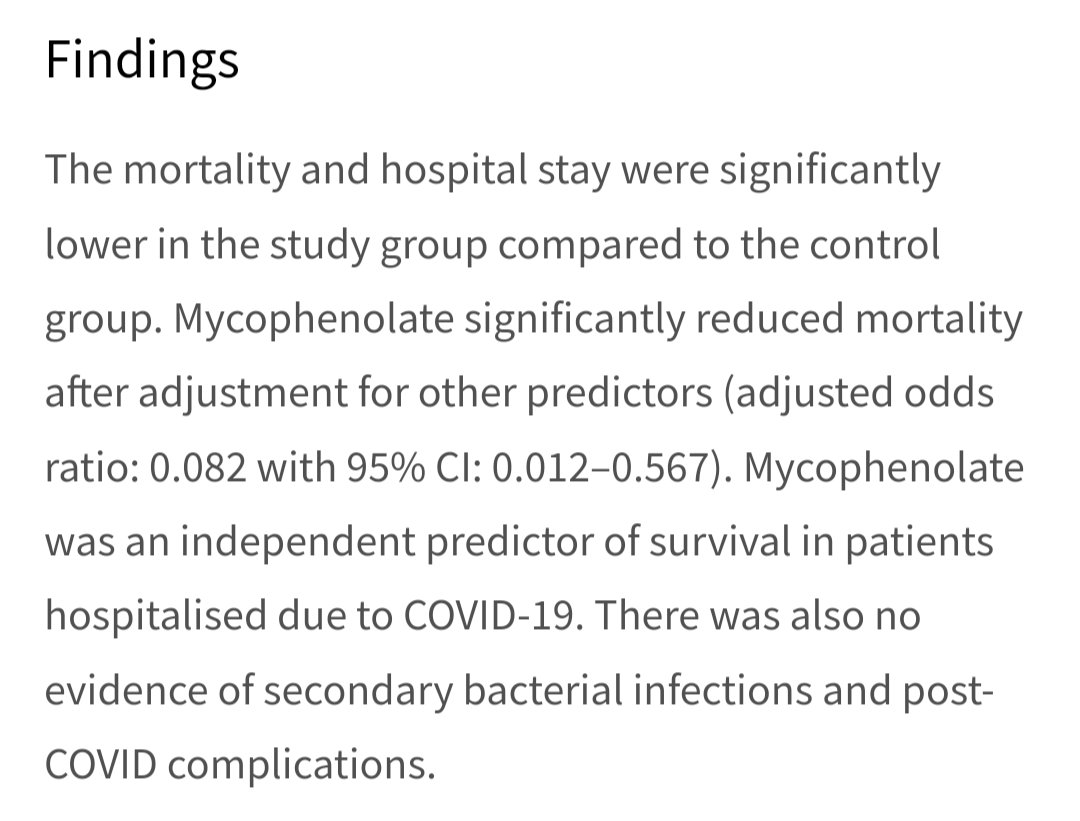 Findings
The mortality and hospital stay were significantly
lower in the study group compared to the control
group. Mycophenolate significantly reduced mortality
after adjustment for other predictors (adjusted odds
ratio: 0.082 with 95% CI: 0.012–0.567). Mycophenolate
was an independent predictor of survival in patients
hospitalised due to COVID-19. There was also no
evidence of secondary bacterial infections and post-
COVID complications.